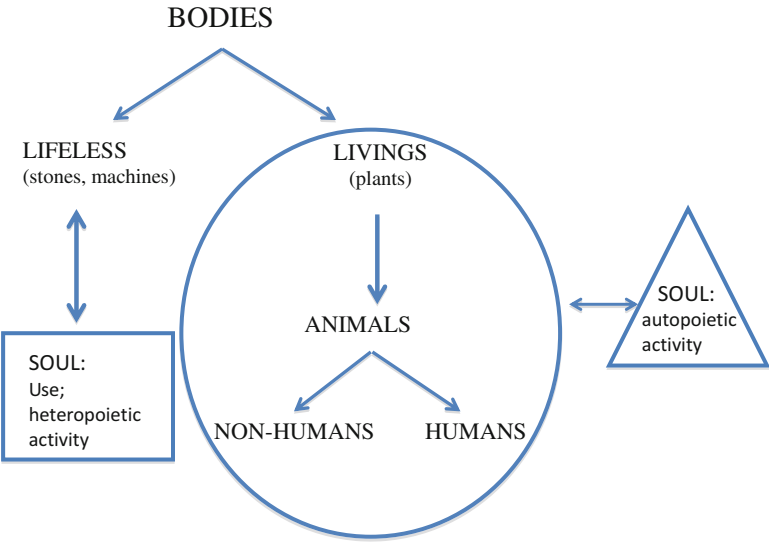 BODIES
LIFELESS
(stones, machines)
LIVINGS
(plants)
ANIMALS
NON-HUMANS
HUMANS
SOUL:
Use;
heteropoietic
activity
SOUL:
autopoietic
activity